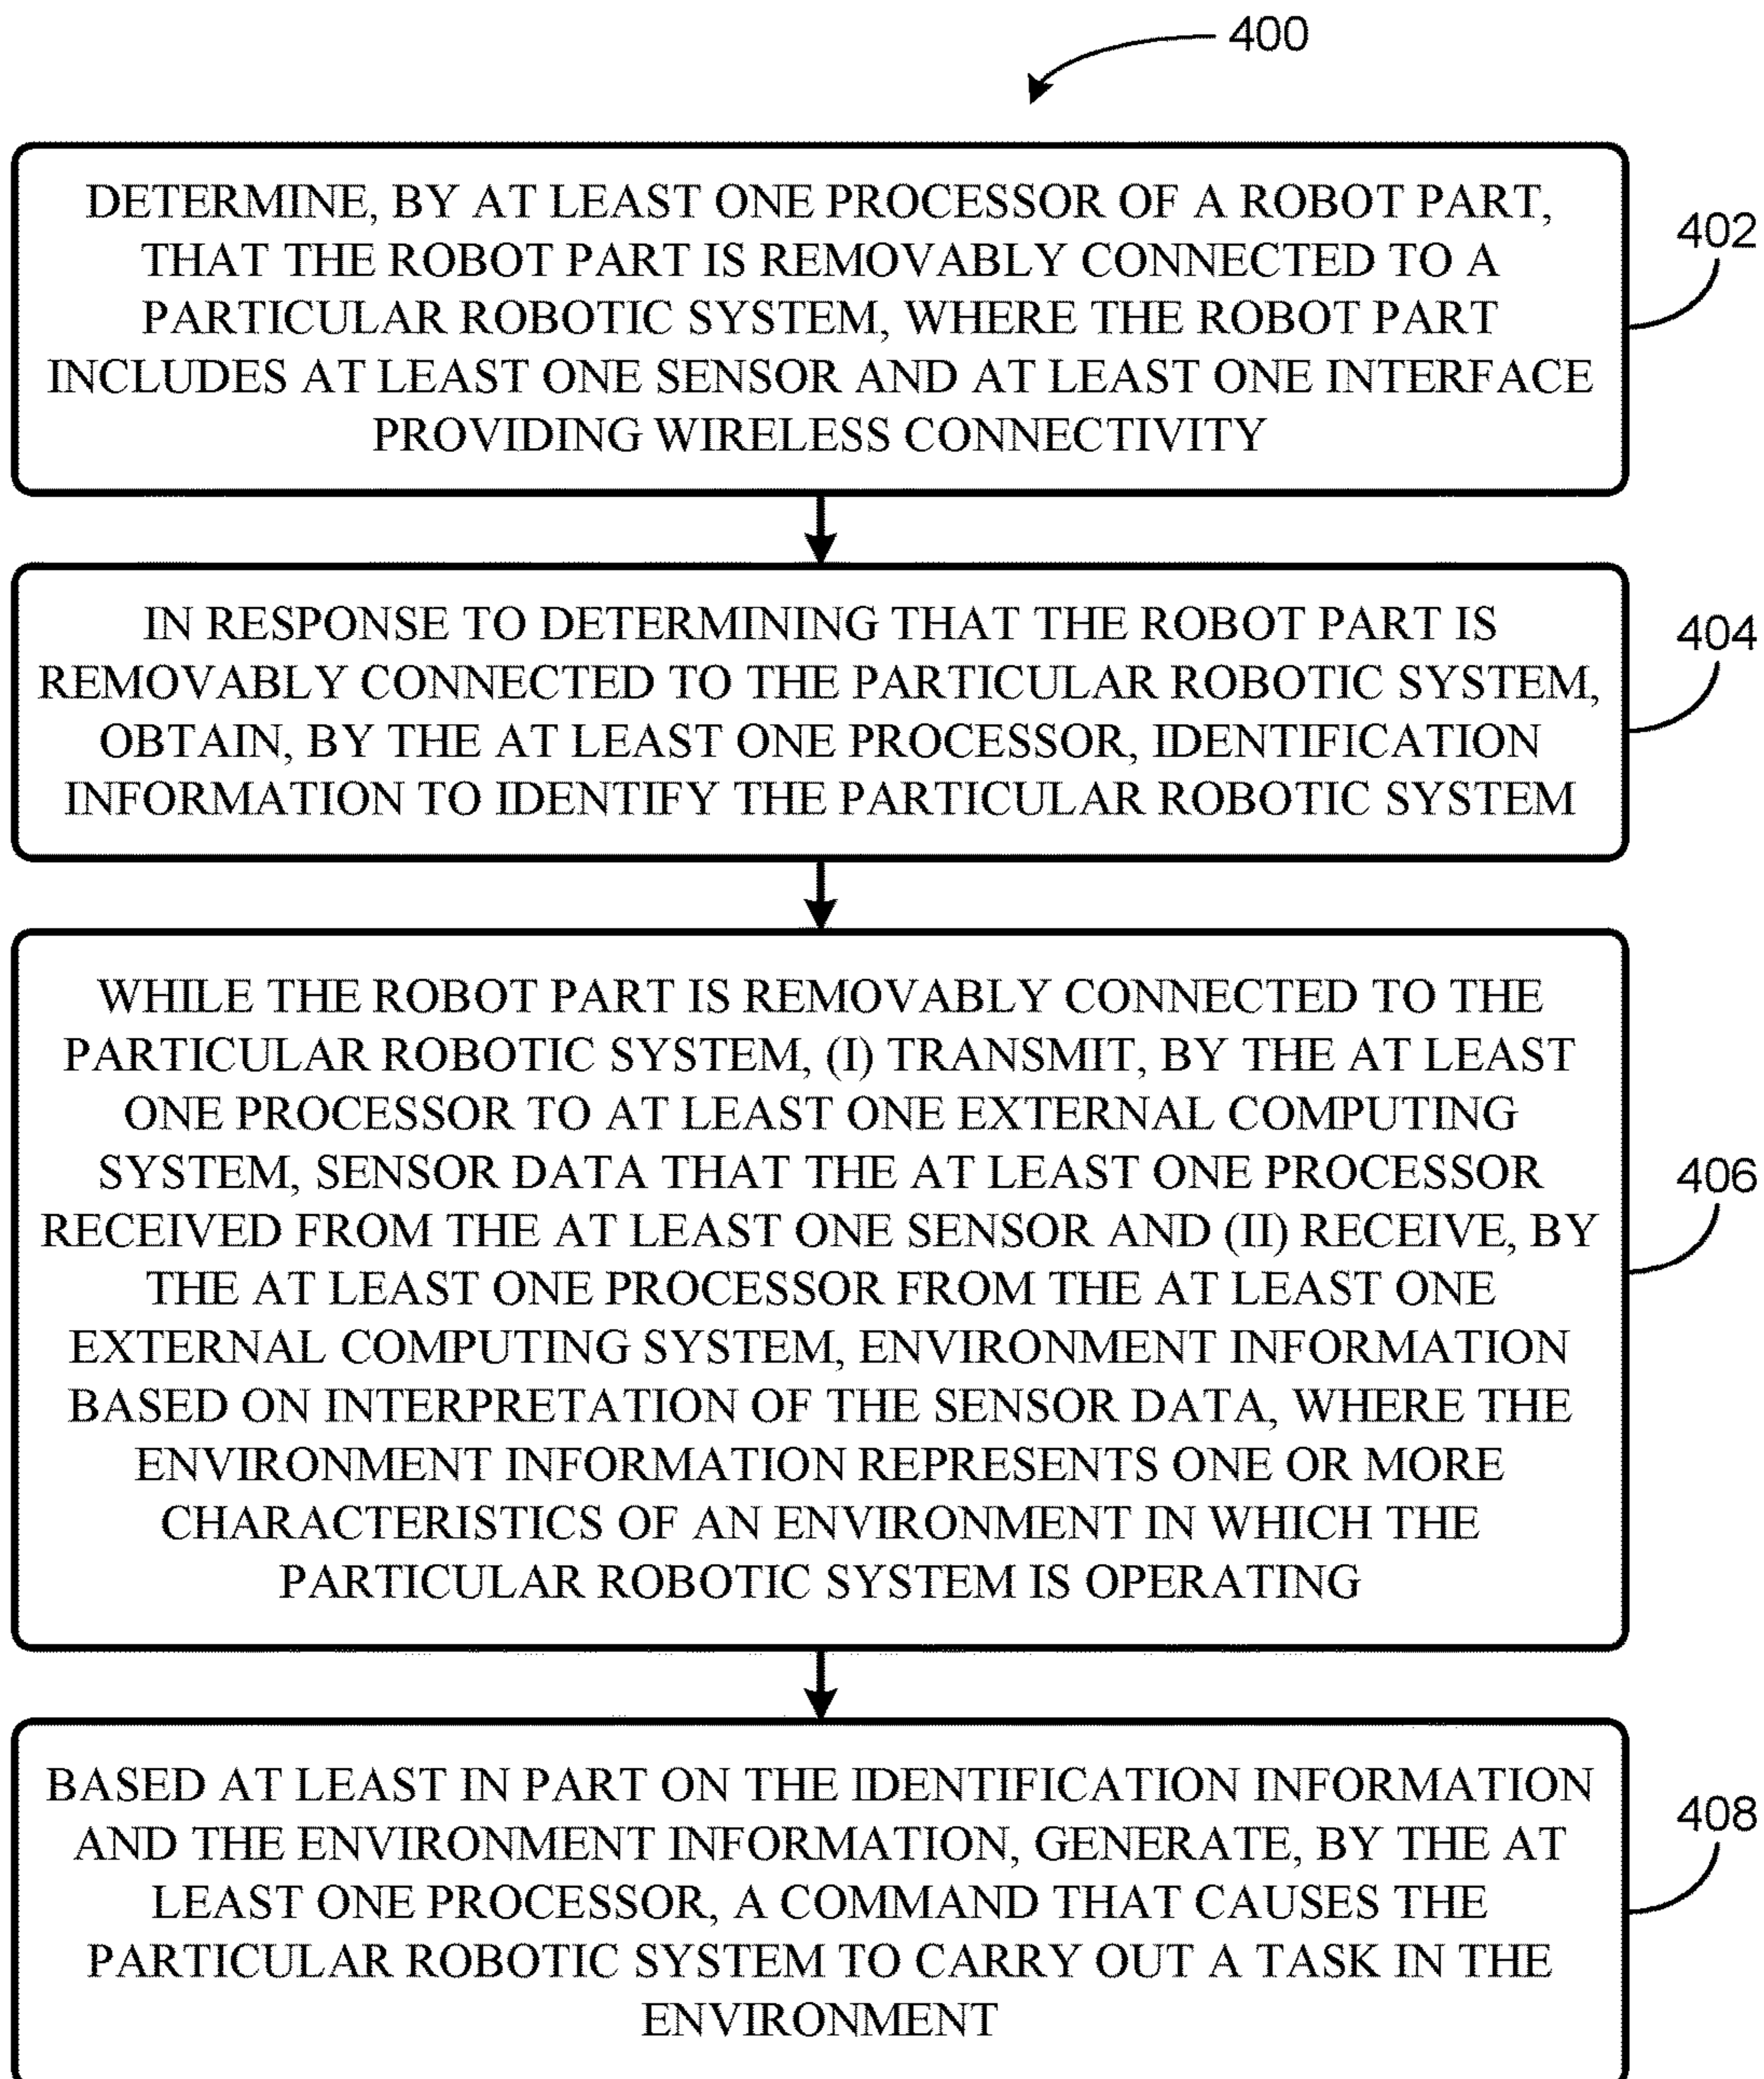 400
DETERMINE, BY AT LEAST ONE PROCESSOR OF A ROBOT PART,
THAT THE ROBOT PART IS REMOVABLY CONNECTED TO A
PARTICULAR ROBOTIC SYSTEM, WHERE THE ROBOT PART
INCLUDES AT LEAST ONE SENSOR AND AT LEAST ONE INTERFACE
PROVIDING WIRELESS CONNECTIVITY
402
IN RESPONSE TO DETERMINING THAT THE ROBOT PART IS
REMOVABLY CONNECTED TO THE PARTICULAR ROBOTIC SYSTEM,
OBTAIN, BY THE AT LEAST ONE PROCESSOR, IDENTIFICATION
INFORMATION TO IDENTIFY THE PARTICULAR ROBOTIC SYSTEM
404
WHILE THE ROBOT PART IS REMOVABLY CONNECTED TO THE
PARTICULAR ROBOTIC SYSTEM, (I) TRANSMIT, BY THE AT LEAST
ONE PROCESSOR TO AT LEAST ONE EXTERNAL COMPUTING
SYSTEM, SENSOR DATA THAT THE AT LEAST ONE PROCESSOR
RECEIVED FROM THE AT LEAST ONE SENSOR AND (II) RECEIVE, BY
THE AT LEAST ONE PROCESSOR FROM THE AT LEAST ONE
EXTERNAL COMPUTING SYSTEM, ENVIRONMENT INFORMATION
BASED ON INTERPRETATION OF THE SENSOR DATA, WHERE THE
ENVIRONMENT INFORMATION REPRESENTS ONE OR MORE
CHARACTERISTICS OF AN ENVIRONMENT IN WHICH THE
PARTICULAR ROBOTIC SYSTEM IS OPERATING
406
BASED AT LEAST IN PART ON THE IDENTIFICATION INFORMATION
AND THE ENVIRONMENT INFORMATION, GENERATE, BY THE AT
LEAST ONE PROCESSOR, A COMMAND THAT CAUSES THE
PARTICULAR ROBOTIC SYSTEM TO CARRY OUT A TASK IN THE
ENVIRONMENT
408